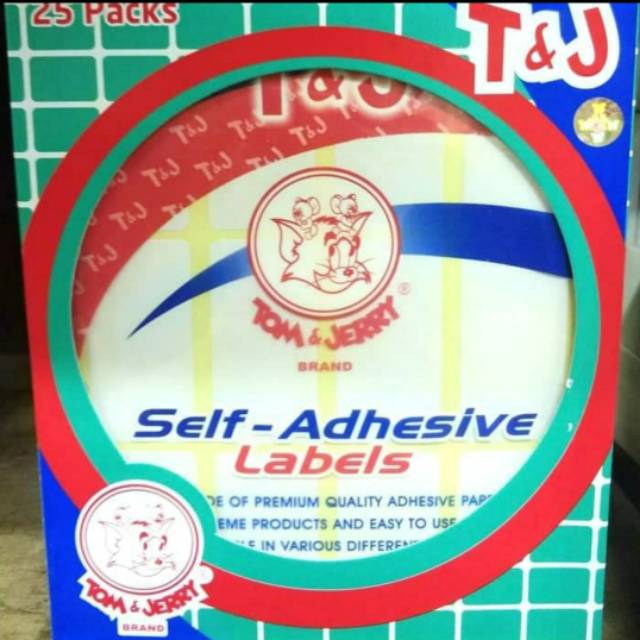 25 Packs
T&J
T&J
T&J T&J T&J
T&J T&J
T&J
T&J
TOM & JERRY ®
BRAND
Self-Adhesive
Labels
DE OF PREMIUM QUALITY ADHESIVE PAP
EME PRODUCTS AND EASY TO USE
LE IN VARIOUS DIFFEREN
TOM & JERRY ®
BRAND